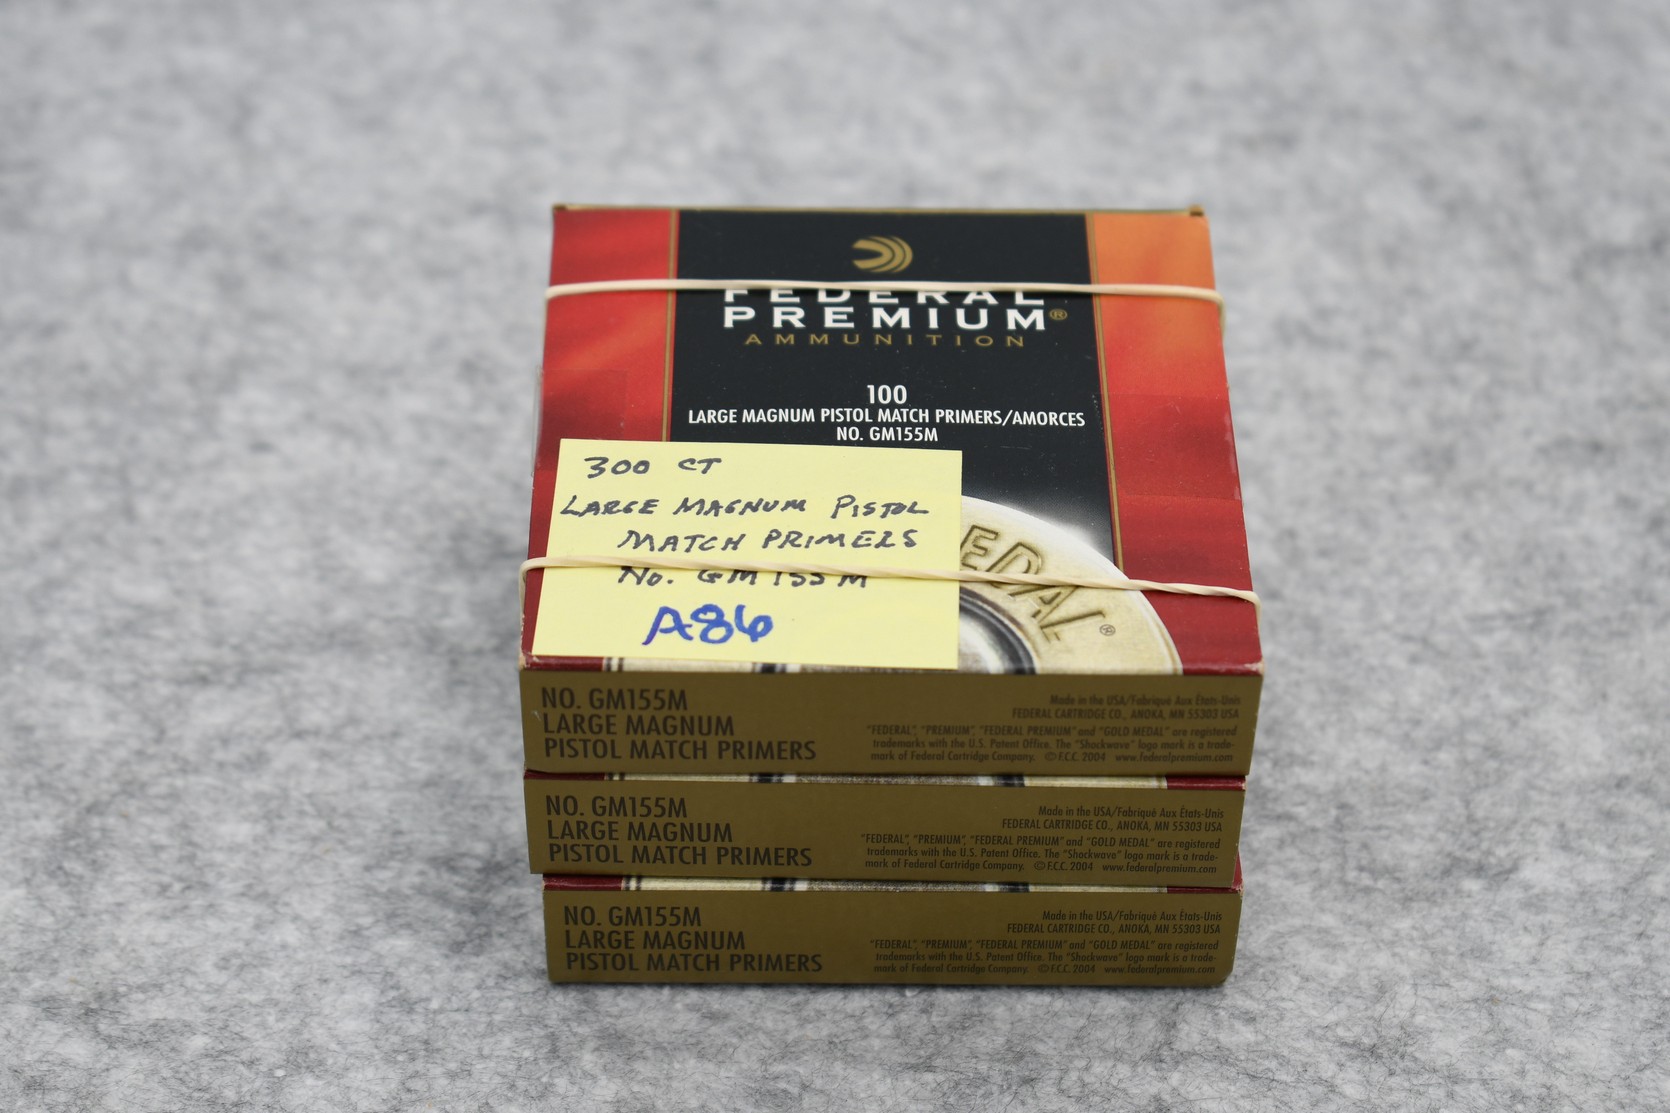 FEDERAL
PREMIUM®
AMMUNITION
100
LARGE MAGNUM PISTOL MATCH PRIMERS/AMORCES
NO. GM155M
300 CT
LARGE MAGNUM PISTOL
MATCH PRIMERS
No. GM155M
A86
EDAL®
NO. GM155M
LARGE MAGNUM
PISTOL MATCH PRIMERS
Made in the USA/Fabriqué Aux États-Unis
FEDERAL CARTRIDGE CO., ANOKA, MN 55303 USA
"FEDERAL", "PREMIUM", "FEDERAL PREMIUM" and "GOLD MEDAL" are registered
trademarks with the U.S. Patent Office. The "Shockwave" logo mark is a trade-
mark of Federal Cartridge Company. ©F.C.C. 2004 www.federalpremium.com
NO. GM155M
LARGE MAGNUM
PISTOL MATCH PRIMERS
Made in the USA/Fabriqué Aux États-Unis
FEDERAL CARTRIDGE CO., ANOKA, MN 55303 USA
"FEDERAL", "PREMIUM", "FEDERAL PREMIUM" and "GOLD MEDAL" are registered
trademarks with the U.S. Patent Office. The "Shockwave" logo mark is a trade-
mark of Federal Cartridge Company. ©F.C.C. 2004 www.federalpremium.com
NO. GM155M
LARGE MAGNUM
PISTOL MATCH PRIMERS
Made in the USA/Fabriqué Aux États-Unis
FEDERAL CARTRIDGE CO., ANOKA, MN 55303 USA
"FEDERAL", "PREMIUM", "FEDERAL PREMIUM" and "GOLD MEDAL" are registered
trademarks with the U.S. Patent Office. The "Shockwave" logo mark is a trade-
mark of Federal Cartridge Company. ©F.C.C. 2004 www.federalpremium.com